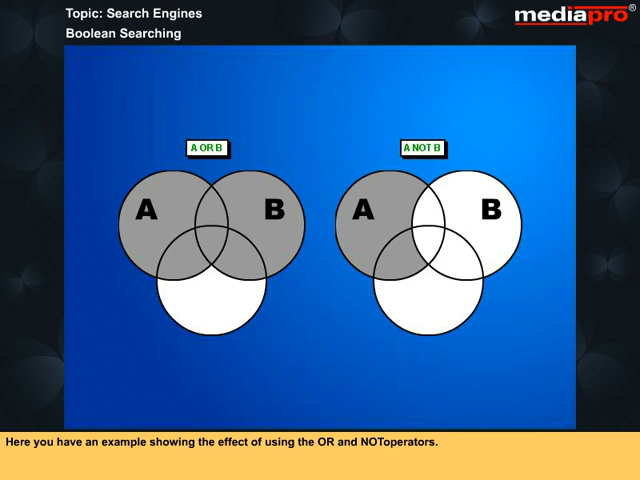 Topic: Search Engines
Boolean Searching
mediapro®
A OR B
A NOT B
A
B
A
B
Here you have an example showing the effect of using the OR and NOToperators.